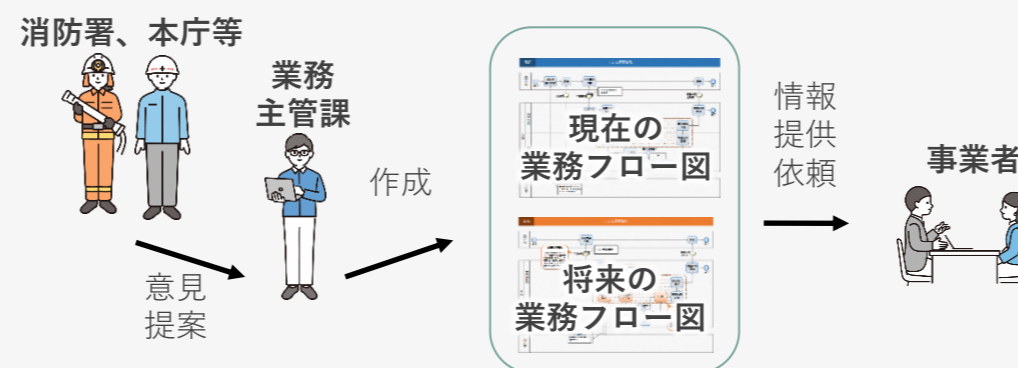 消防署、本庁等
業務
主管課
意見
提案
作成
現在の
業務フロー図
将来の
業務フロー図
情報
提供
依頼
事業者